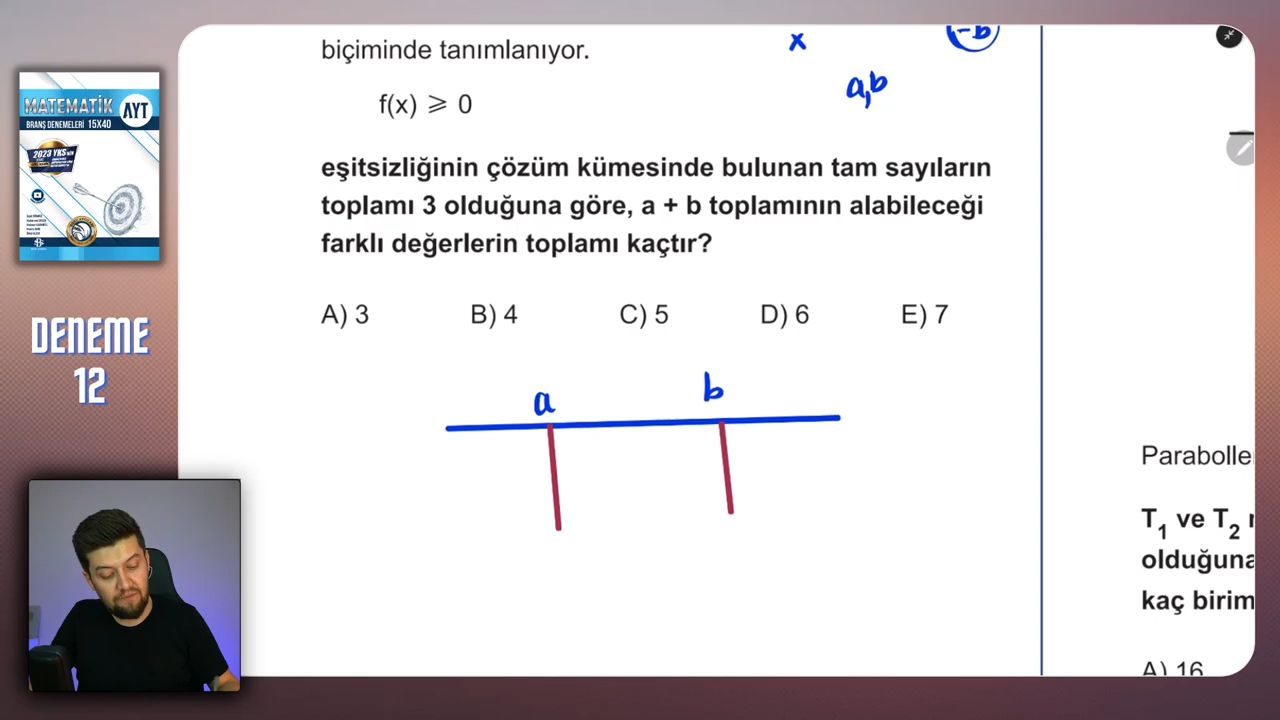 biçiminde tanımlanıyor.
x
-b
a,b
f(x) ⩾ 0
eşitsizliğinin çözüm kümesinde bulunan tam sayıların
toplamı 3 olduğuna göre, a + b toplamının alabileceği
farklı değerlerin toplamı kaçtır?
A) 3 B) 4 C) 5 D) 6 E) 7
a b
MATEMATİK AYT
BRANŞ DENEMELERİ 15X40
2023 YKS'NİN
DENEME
12
Parabolle
T₁ ve T₂
olduğuna
kaç birim
A) 16